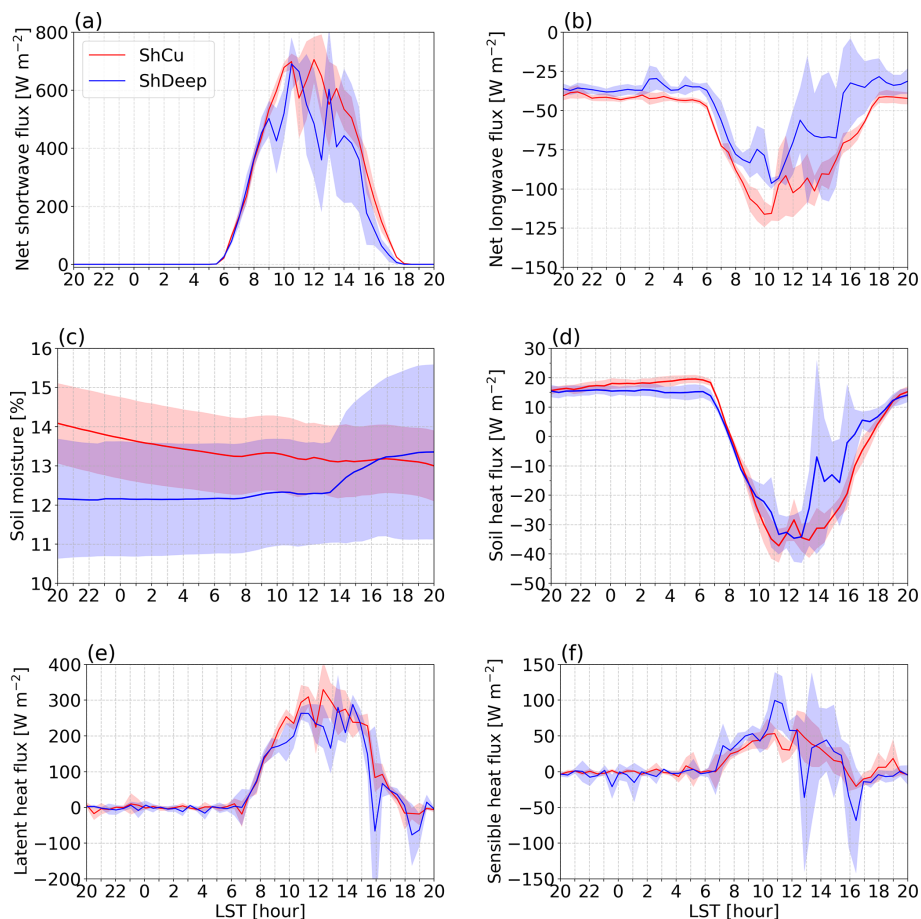 (a)
(b)
Net shortwave flux [W m⁻²]
800
600
400
200
0
ShCu
ShDeep
20 22 0 2 4 6 8 10 12 14 16 18 20
Net longwave flux [W m⁻²]
0
−25
−50
−75
−100
−125
−150
20 22 0 2 4 6 8 10 12 14 16 18 20
(c)
(d)
Soil moisture [%]
16
15
14
13
12
11
10
20 22 0 2 4 6 8 10 12 14 16 18 20
Soil heat flux [W m⁻²]
30
20
10
0
−10
−20
−30
−40
−50
20 22 0 2 4 6 8 10 12 14 16 18 20
(e)
(f)
Latent heat flux [W m⁻²]
400
300
200
100
0
−100
−200
20 22 0 2 4 6 8 10 12 14 16 18 20
LST [hour]
Sensible heat flux [W m⁻²]
150
100
50
0
−50
−100
−150
20 22 0 2 4 6 8 10 12 14 16 18 20
LST [hour]